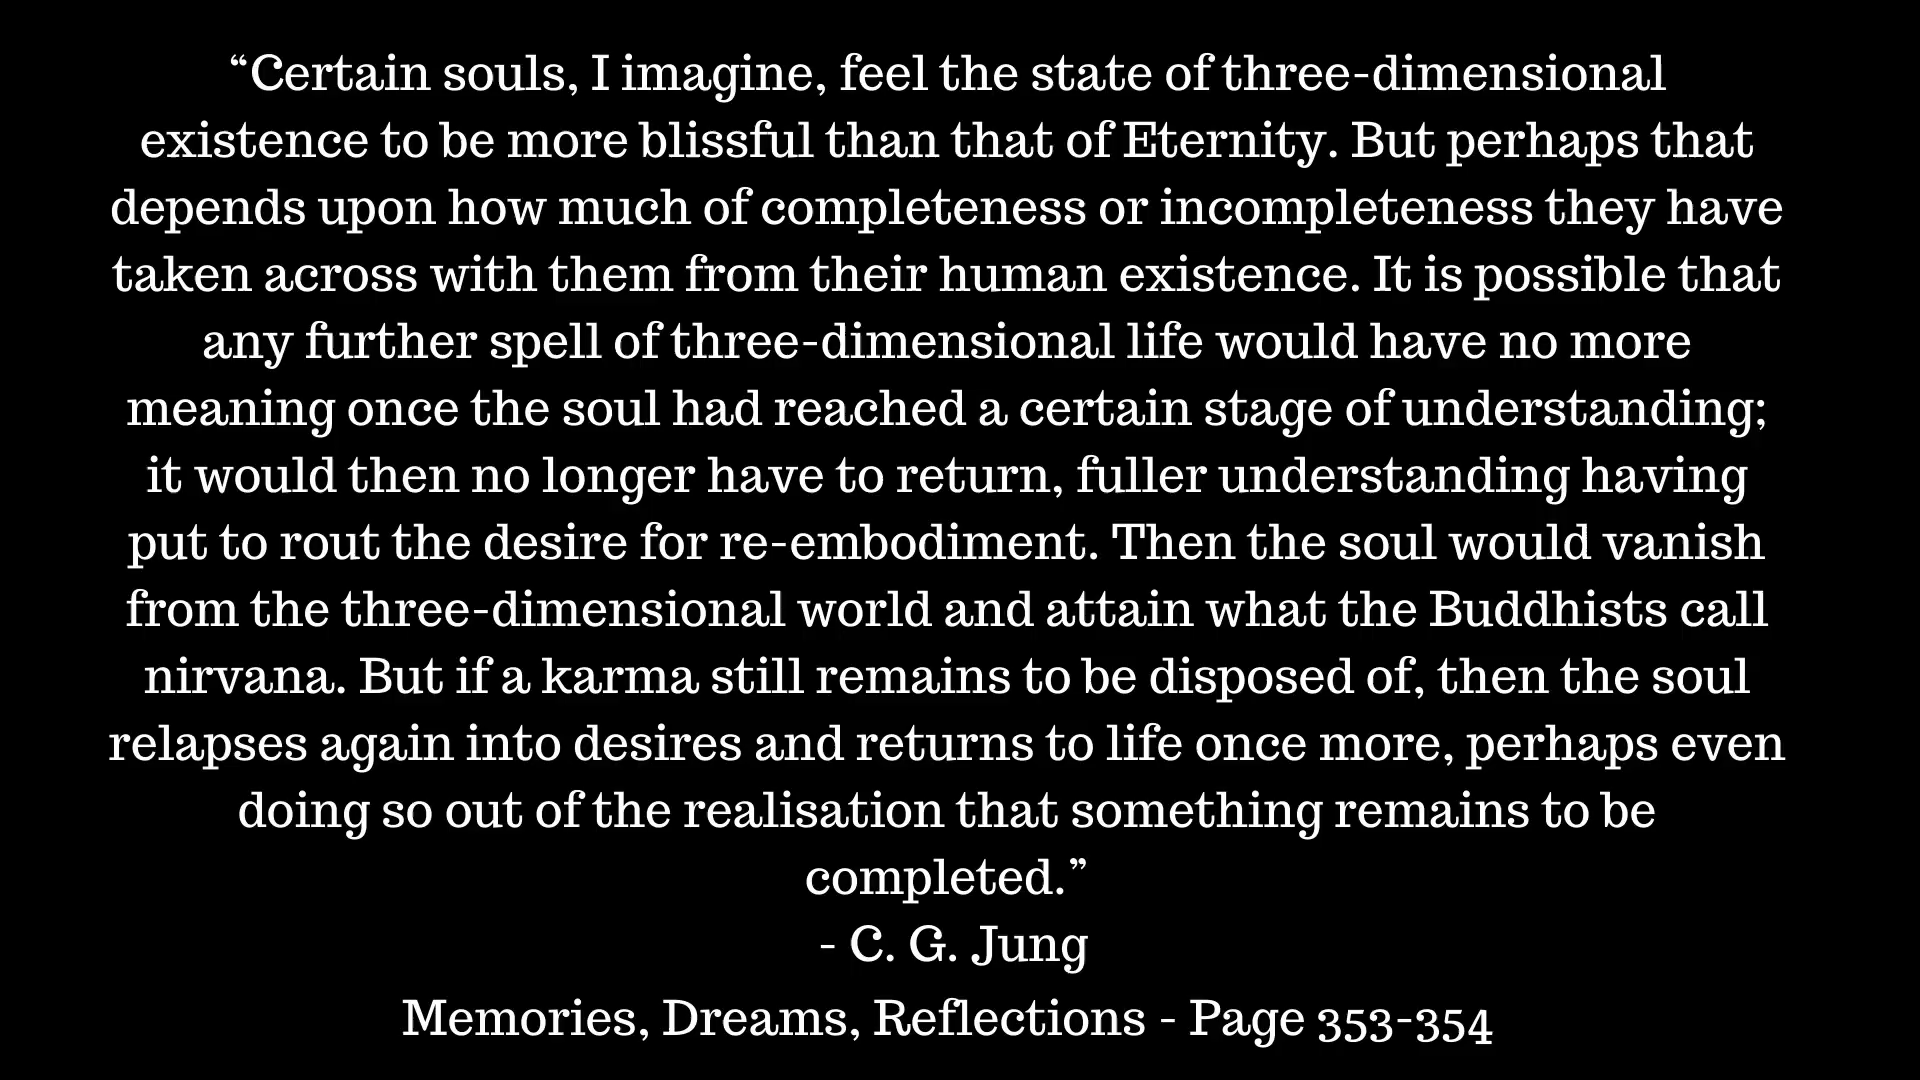 “Certain souls, I imagine, feel the state of three-dimensional
existence to be more blissful than that of Eternity. But perhaps that
depends upon how much of completeness or incompleteness they have
taken across with them from their human existence. It is possible that
any further spell of three-dimensional life would have no more
meaning once the soul had reached a certain stage of understanding;
it would then no longer have to return, fuller understanding having
put to rout the desire for re-embodiment. Then the soul would vanish
from the three-dimensional world and attain what the Buddhists call
nirvana. But if a karma still remains to be disposed of, then the soul
relapses again into desires and returns to life once more, perhaps even
doing so out of the realisation that something remains to be
completed.”
- C. G. Jung
Memories, Dreams, Reflections - Page 353-354